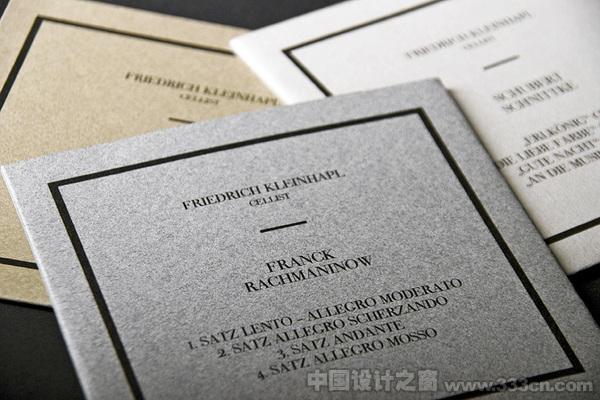 FRIEDRICH KLEINHAPL
CELLIST
FRIEDRICH KLEINHAPL
CELLIST
SCHUBERT
SCHNITTKE
„ERLKÖNIG“
DIE LIEBE FARBE“
„GUTE NACHT“
„AN DIE
FRIEDRICH KLEINHAPL
CELLIST
FRANCK
RACHMANINOW
1. SATZ LENTO – ALLEGRO MODERATO
2. SATZ ALLEGRO SCHERZANDO
3. SATZ ANDANTE
4. SATZ ALLEGRO MOSSO
中国设计之窗 www.333cn.com